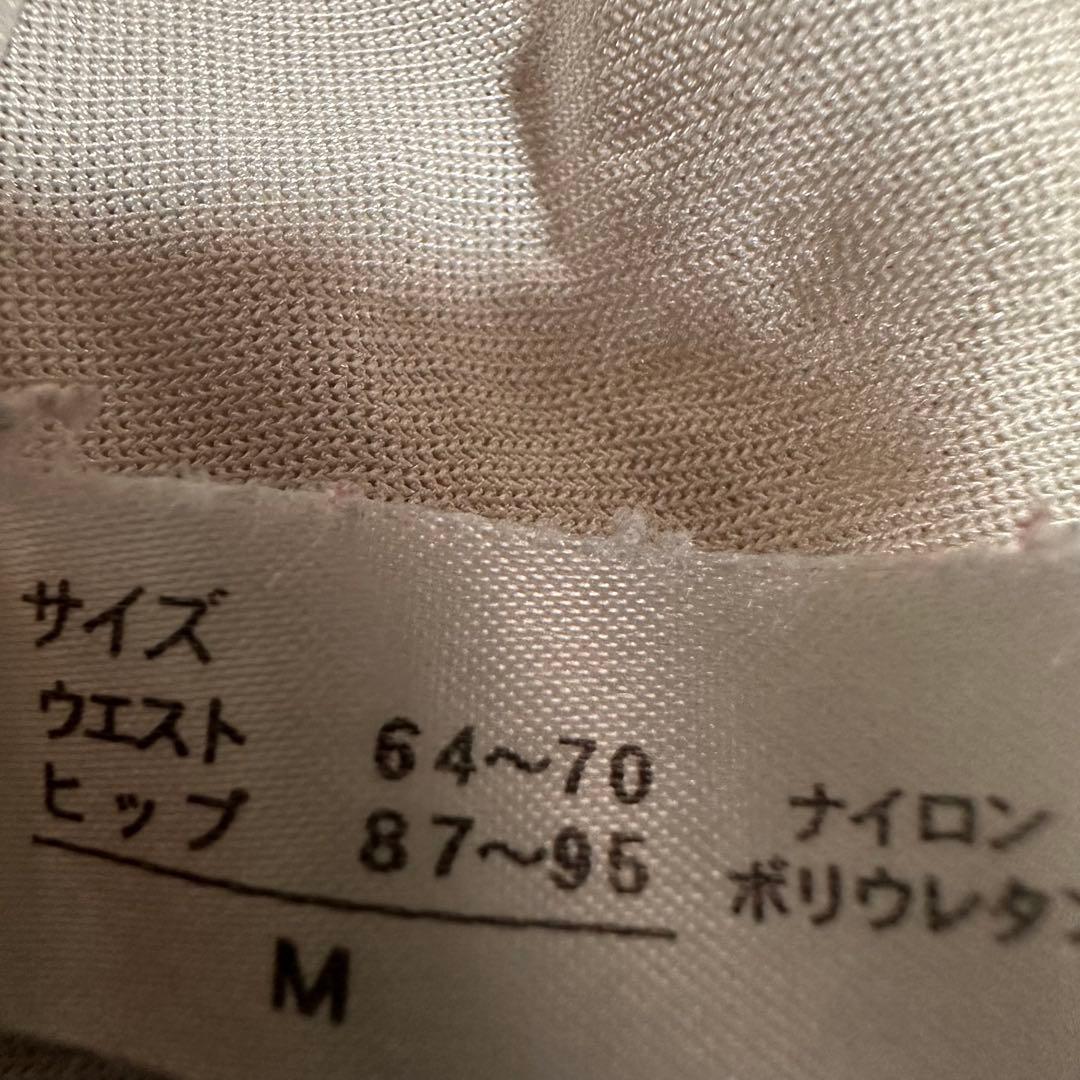 サイズ
ウエスト 64~70
ヒップ 87~95
M
ナイロン
ポリウレタン